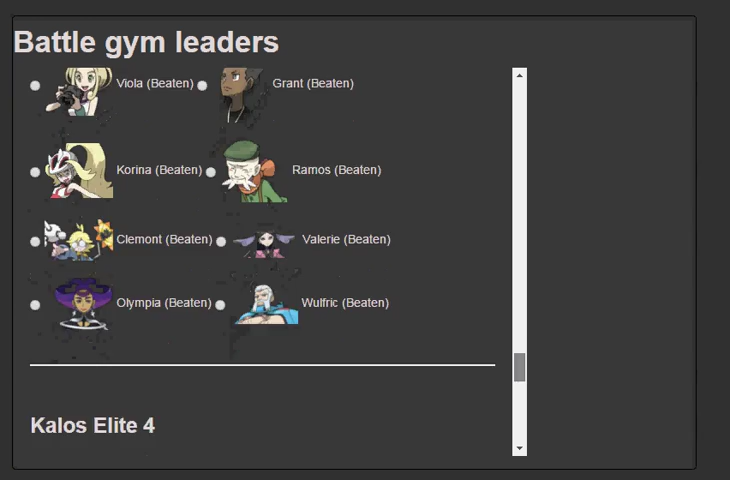 Battle gym leaders
Viola (Beaten) Grant (Beaten)
Korina (Beaten) Ramos (Beaten)
Clemont (Beaten) Valerie (Beaten)
Olympia (Beaten) Wulfric (Beaten)
Kalos Elite 4